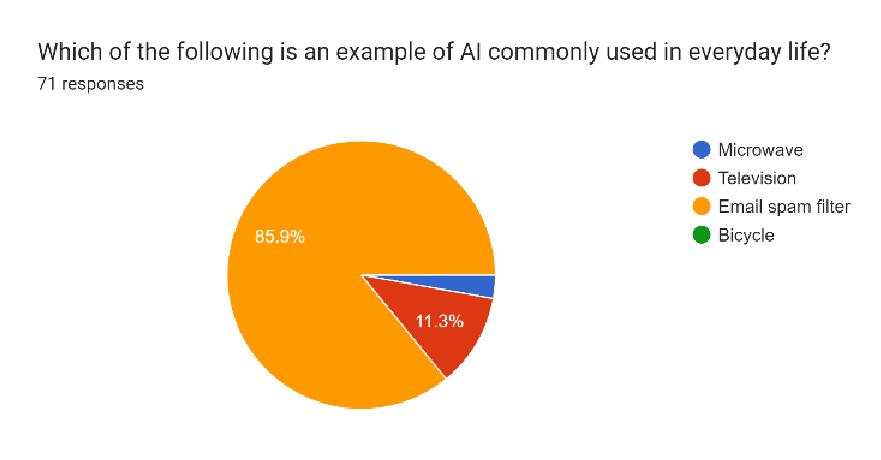 Which of the following is an example of AI commonly used in everyday life?
71 responses
Microwave
Television
Email spam filter
Bicycle
85.9%
11.3%